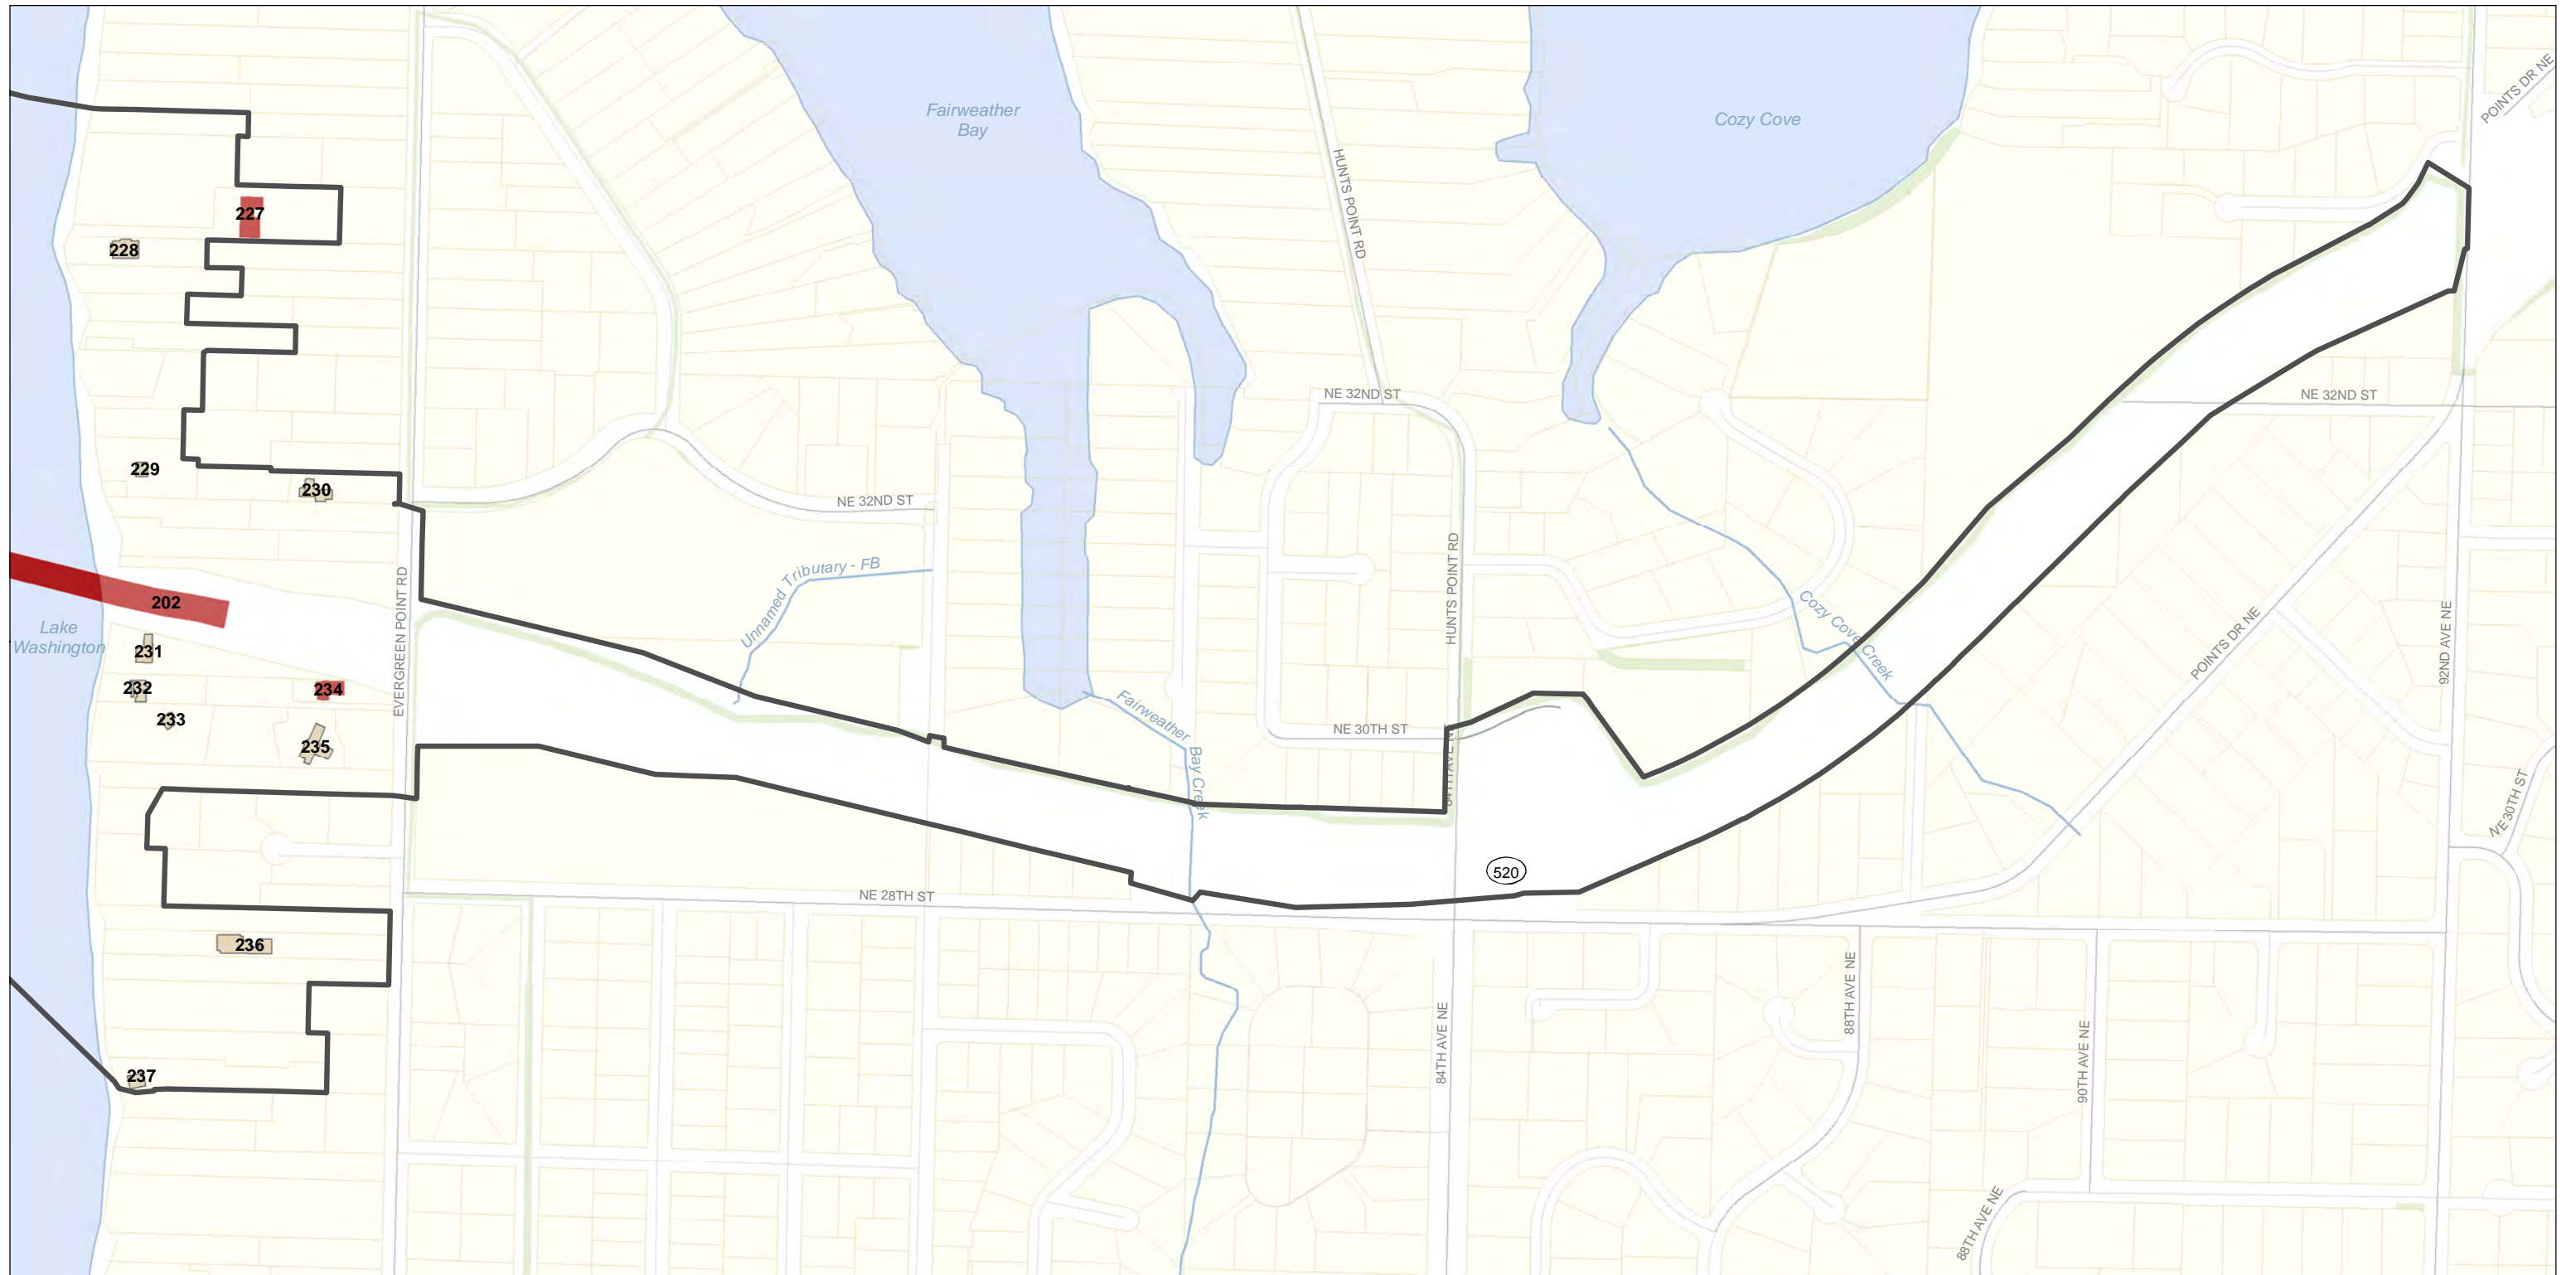 POINTS DR NE
Fairweather
Bay
Cozy Cove
HUNTS POINT RD
227
228
NE 32ND ST
NE 32ND ST
229
230
NE 32ND ST
HUNTS POINT RD
Unnamed Tributary - FB
EVERGREEN POINT RD
202
Lake
Washington
231
232
233
234
235
Cozy Cove Creek
POINTS DR NE
92ND AVE NE
Fairweather Bay Creek
NE 30TH ST
84TH AVE NE
NE 30TH ST
520
NE 28TH ST
236
237
84TH AVE NE
88TH AVE NE
90TH AVE NE
88TH AVE NE